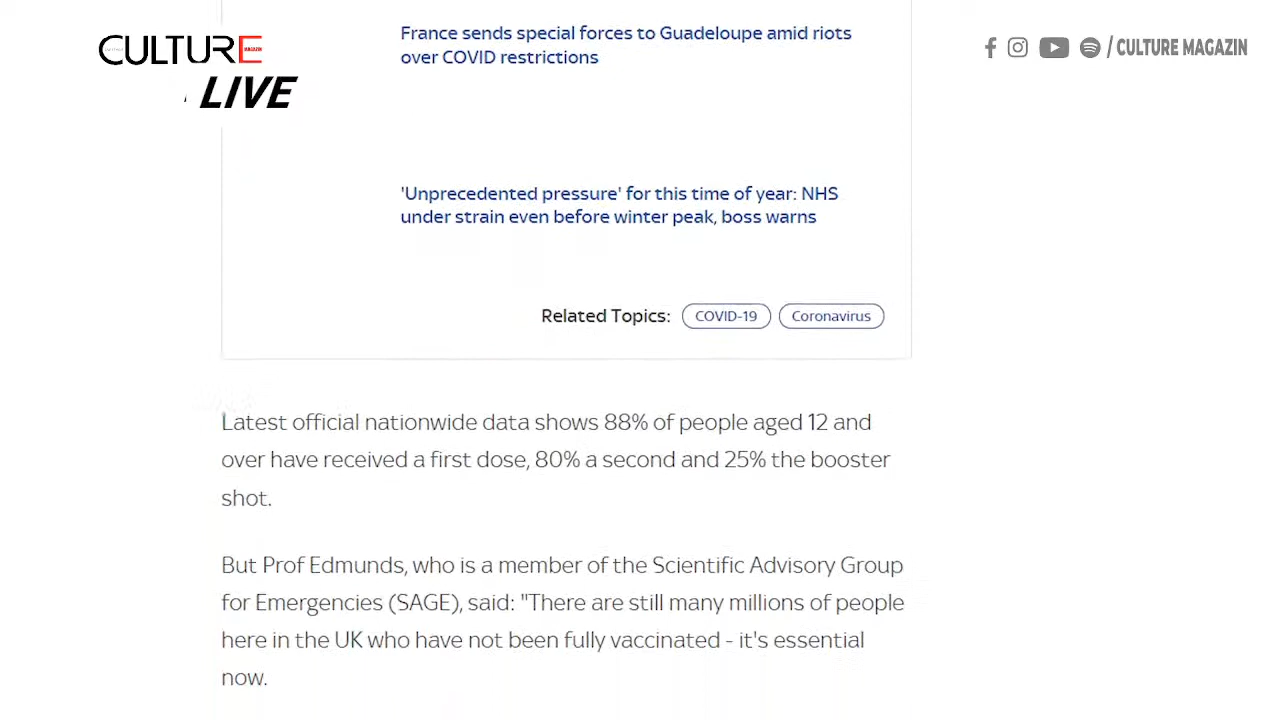 CULTURE
MAGAZIN
LIVE
/ CULTURE MAGAZIN
France sends special forces to Guadeloupe amid riots
over COVID restrictions
'Unprecedented pressure' for this time of year: NHS
under strain even before winter peak, boss warns
Related Topics: COVID-19 Coronavirus
Latest official nationwide data shows 88% of people aged 12 and
over have received a first dose, 80% a second and 25% the booster
shot.
But Prof Edmunds, who is a member of the Scientific Advisory Group
for Emergencies (SAGE), said: "There are still many millions of people
here in the UK who have not been fully vaccinated - it's essential
now.